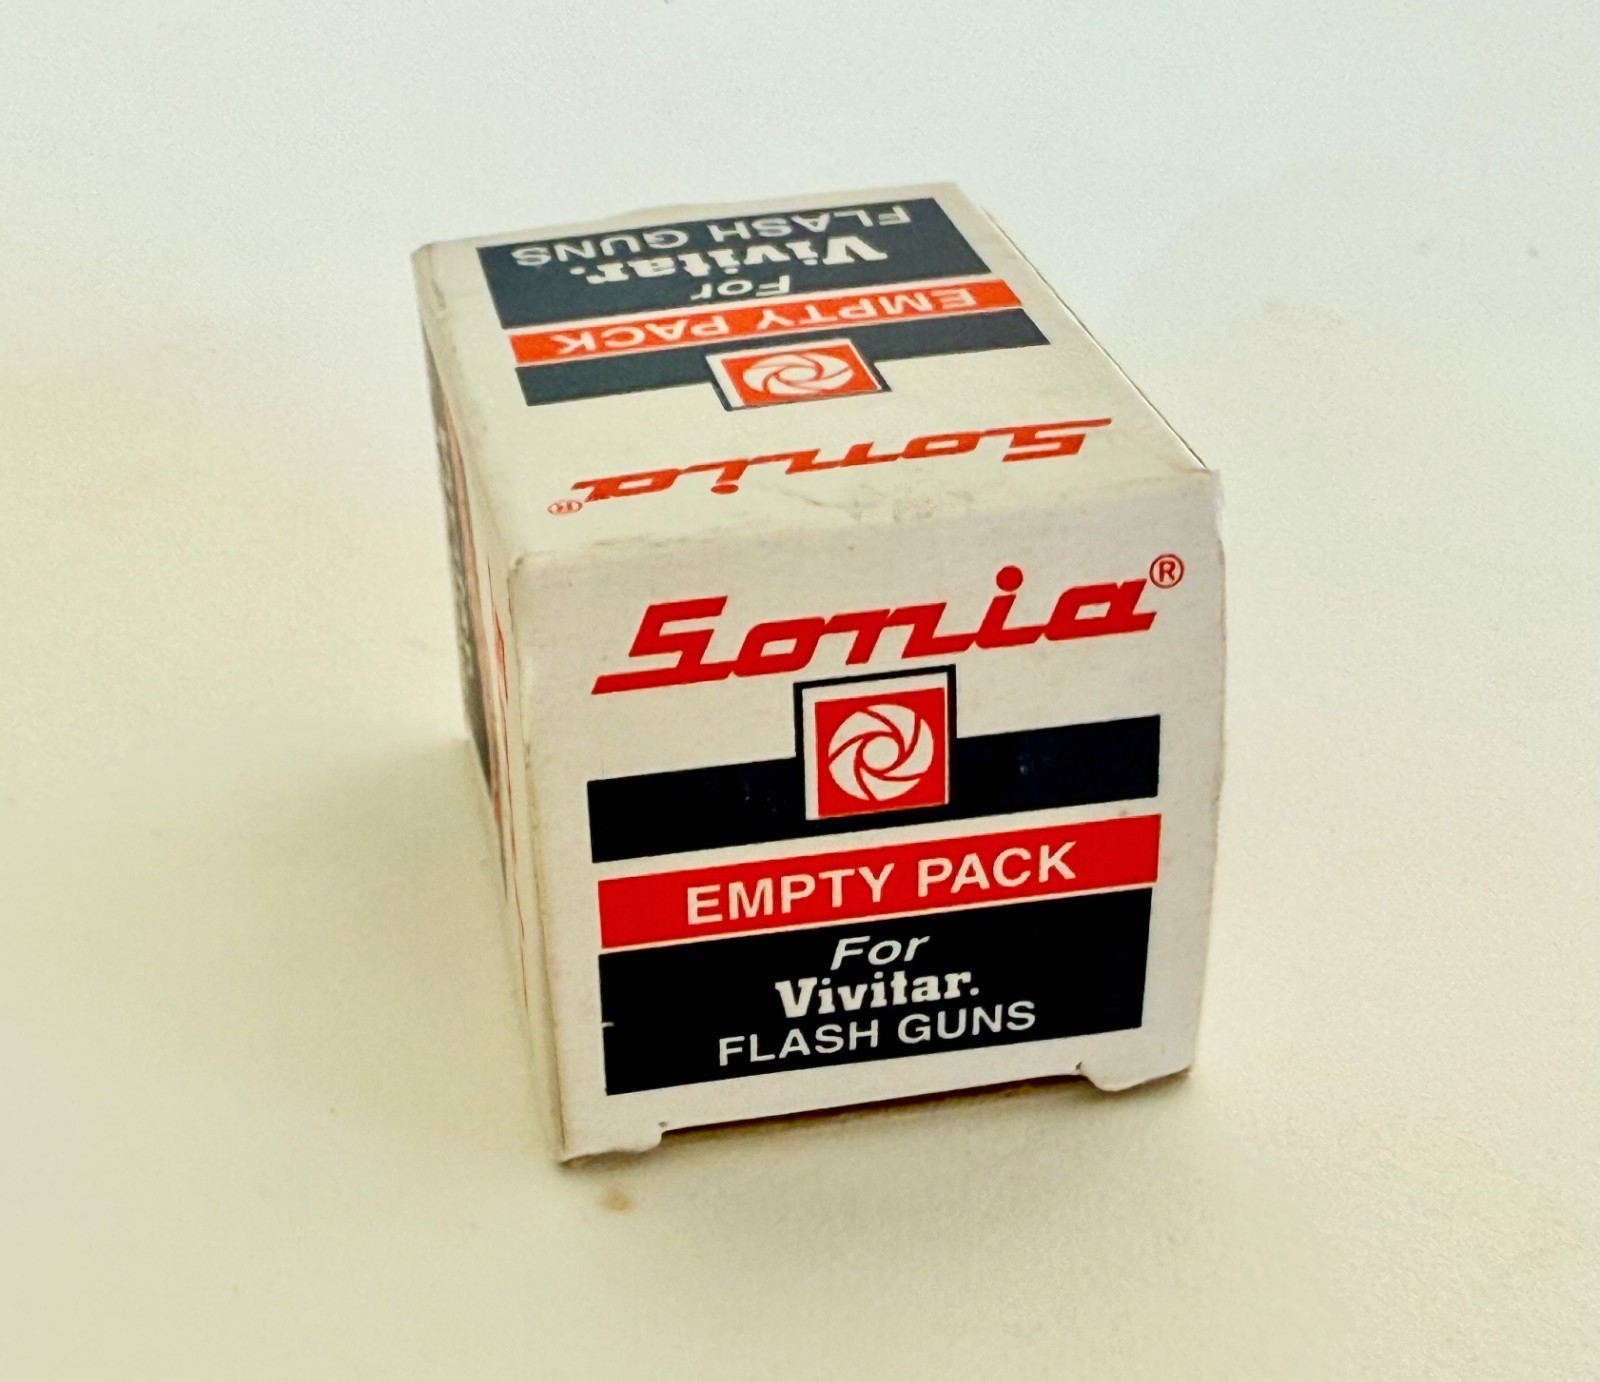 FLASH GUNS
Vivitar.
For
EMPTY PACK
Sonia®
Sonia®
EMPTY PACK
For
Vivitar.
FLASH GUNS